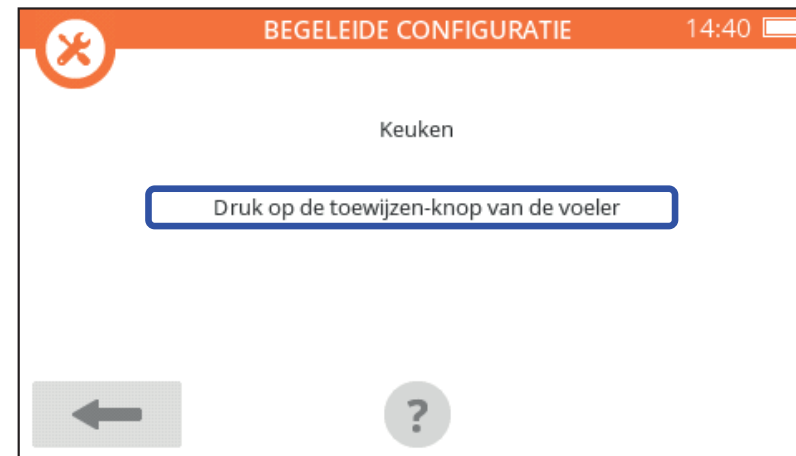 BEGELEIDE CONFIGURATIE 14:40
Keuken
Druk op de toewijzen-knop van de voeler
?